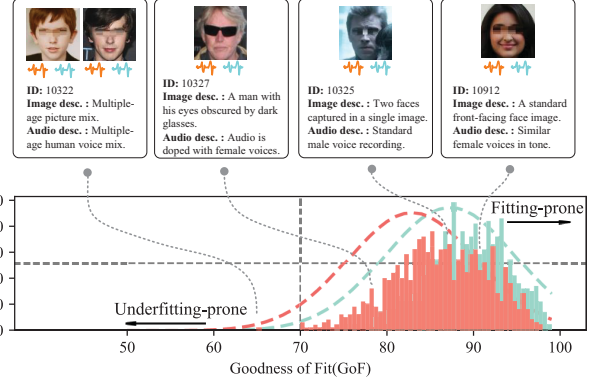 ID: 10322
Image desc. : Multiple-
age picture mix.
Audio desc. : Multiple-
age human voice mix.
ID: 10327
Image desc. : A man with
his eyes obscured by dark
glasses.
Audio desc. : Audio is
doped with female voices.
ID: 10325
Image desc. : Two faces
captured in a single image.
Audio desc. : Standard
male voice recording.
ID: 10912
Image desc. : A standard
front-facing face image.
Audio desc. : Similar
female voices in tone.
Fitting-prone
Underfitting-prone
50 60 70 80 90 100
Goodness of Fit(GoF)